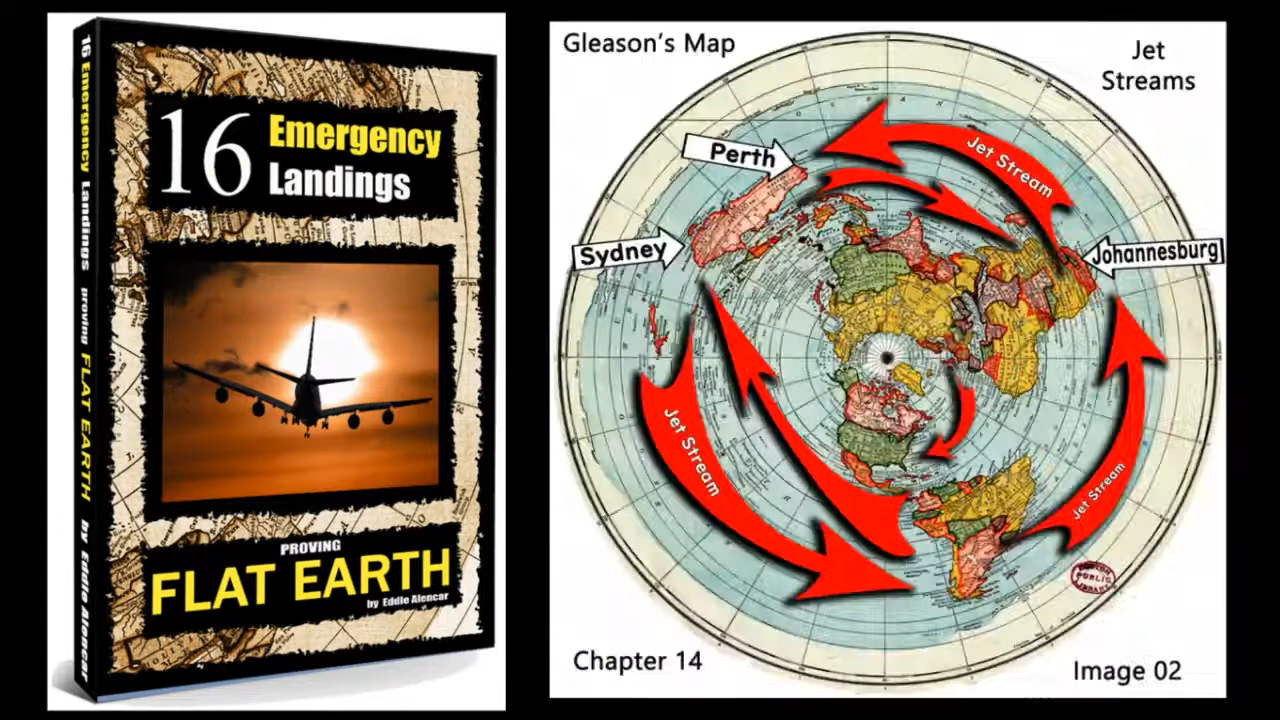 16 Emergency Landings Proving FLAT EARTH by Eddie Alencar
16 Emergency
Landings
PROVING
FLAT EARTH
by Eddie Alencar
Gleason's Map
Jet
Streams
Perth
Jet Stream
Sydney
Johannesburg
Jet Stream
Jet Stream
PUBLIC
Chapter 14
Image 02